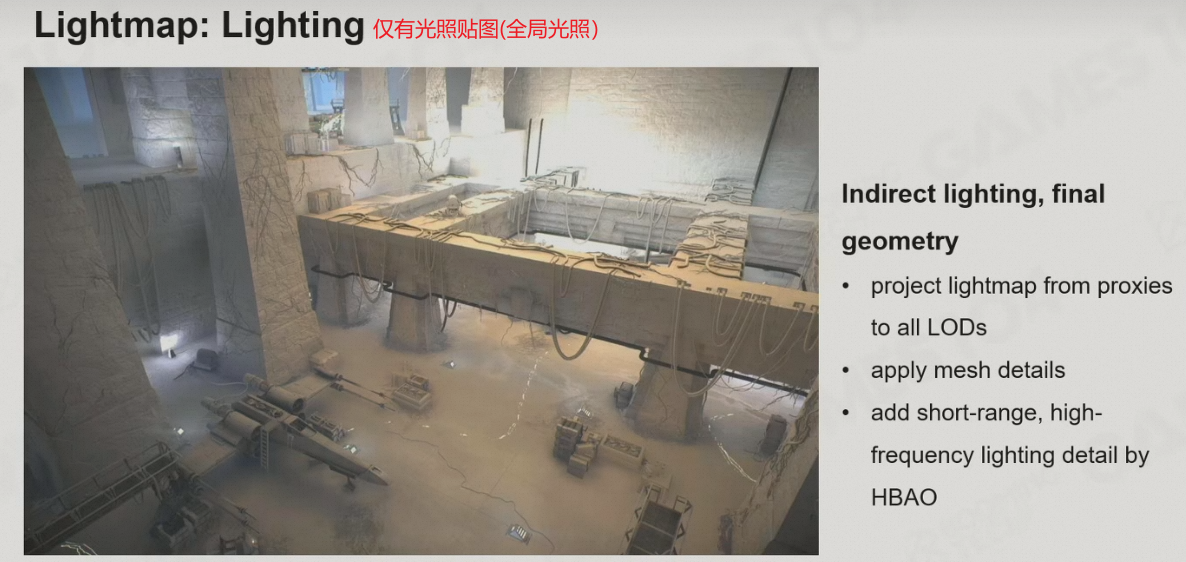 Lightmap: Lighting 仅有光照贴图(全局光照）
Indirect lighting, final
geometry
• project lightmap from proxies
to all LODs
• apply mesh details
• add short-range, high-
frequency lighting detail by
HBAO